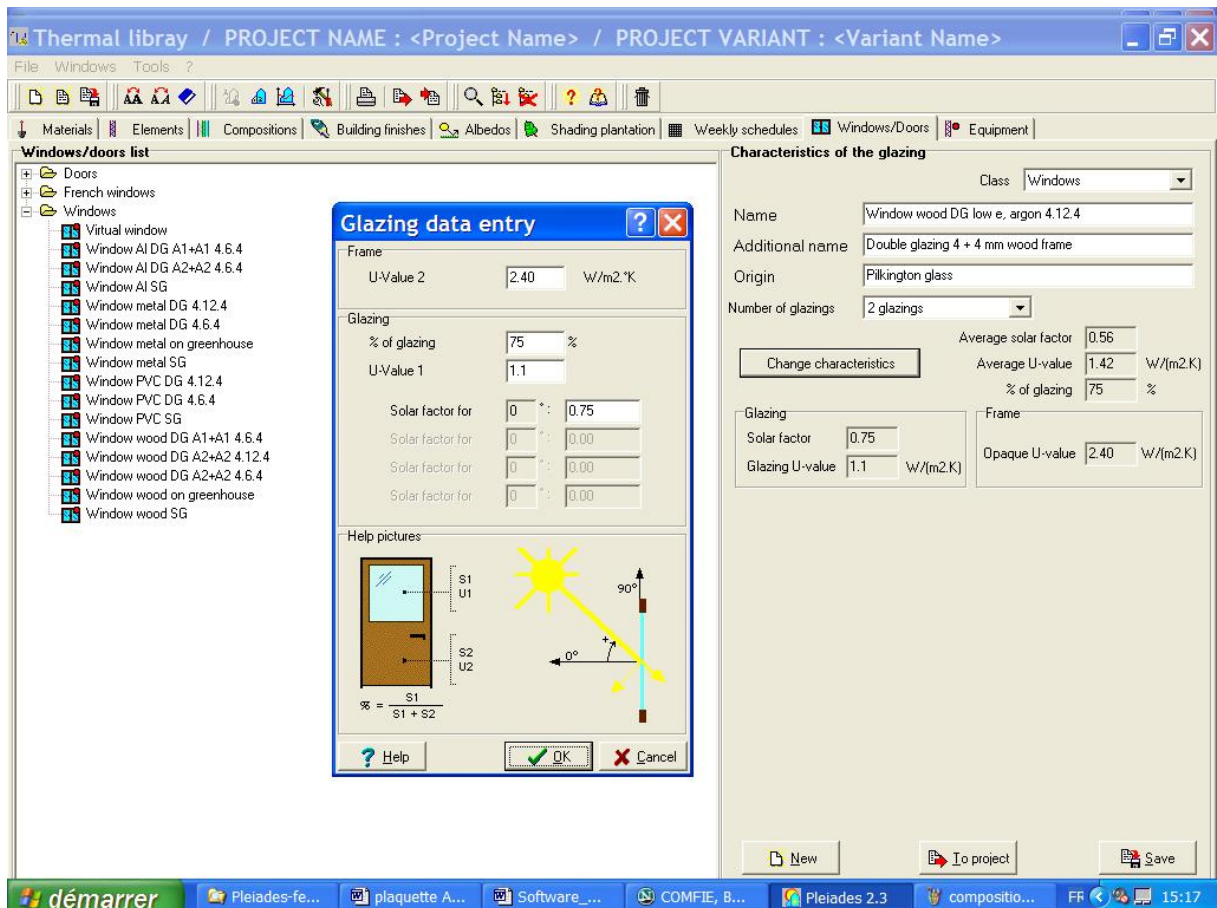 Thermal libray / PROJECT NAME : <Project Name> / PROJECT VARIANT : <Variant Name>
File Windows Tools ?
Materials Elements Compositions Building finishes Albedos Shading plantation Weekly schedules Windows/Doors Equipment
Windows/doors list
Doors
French windows
Windows
Virtual window
Window Al DG A1+A1 4.6.4
Window Al DG A2+A2 4.6.4
Window Al SG
Window metal DG 4.12.4
Window metal DG 4.6.4
Window metal on greenhouse
Window metal SG
Window PVC DG 4.12.4
Window PVC DG 4.6.4
Window PVC SG
Window wood DG A1+A1 4.6.4
Window wood DG A2+A2 4.12.4
Window wood DG A2+A2 4.6.4
Window wood on greenhouse
Window wood SG
Glazing data entry
Frame
U-Value 2 2.40 W/m2.°K
Glazing
% of glazing 75 %
U-Value 1 1.1
Solar factor for 0 ° : 0.75
Solar factor for 0 ° : 0.00
Solar factor for 0 ° : 0.00
Solar factor for 0 ° : 0.00
Help pictures
S1
U1
S2
U2
% = S1
S1 + S2
90°
+
0°
? Help
OK
Cancel
Characteristics of the glazing
Class Windows
Name Window wood DG low e, argon 4.12.4
Additional name Double glazing 4 + 4 mm wood frame
Origin Pilkington glass
Number of glazings 2 glazings
Average solar factor 0.56
Change characteristics
Average U-value 1.42 W/(m2.K)
% of glazing 75 %
Glazing
Solar factor 0.75
Glazing U-value 1.1 W/(m2.K)
Frame
Opaque U-value 2.40 W/(m2.K)
New
To project
Save
démarrer Pleiades-fe... plaquette A... Software_... COMFIE, B... Pleiades 2.3 compositio... FR 15:17